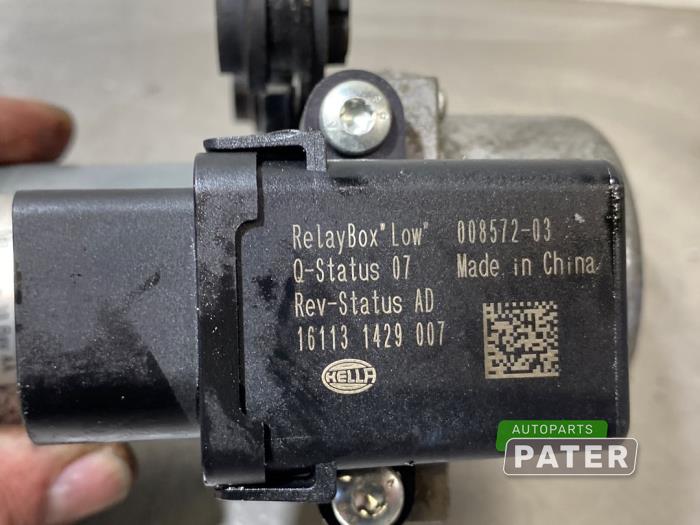 RelayBox"Low" 008572-03
Q-Status 07 Made in China
Rev-Status AD
16113 1429 007
HELLA
AUTOPARTS
PATER